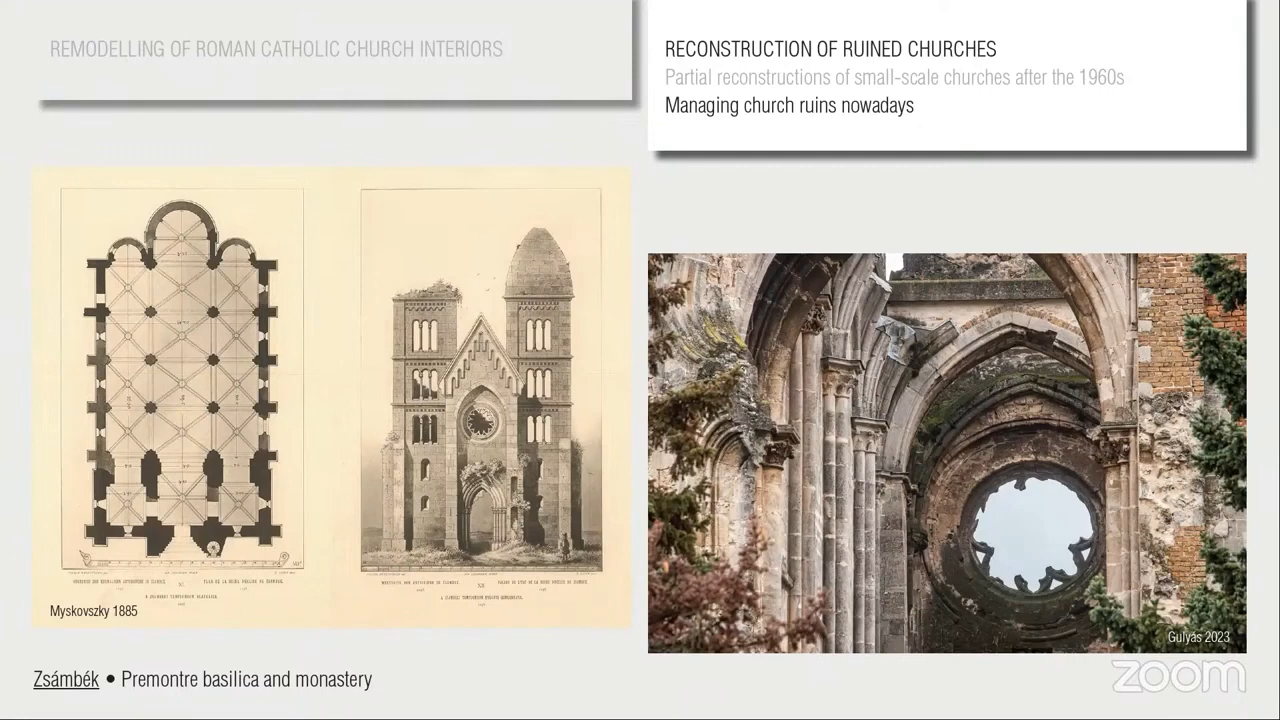 REMODELLING OF ROMAN CATHOLIC CHURCH INTERIORS
RECONSTRUCTION OF RUINED CHURCHES
Partial reconstructions of small-scale churches after the 1960s
Managing church ruins nowadays
XX
Myskovszky 1885
Gulyás 2023
Zsámbék • Premontre basilica and monastery
zoom